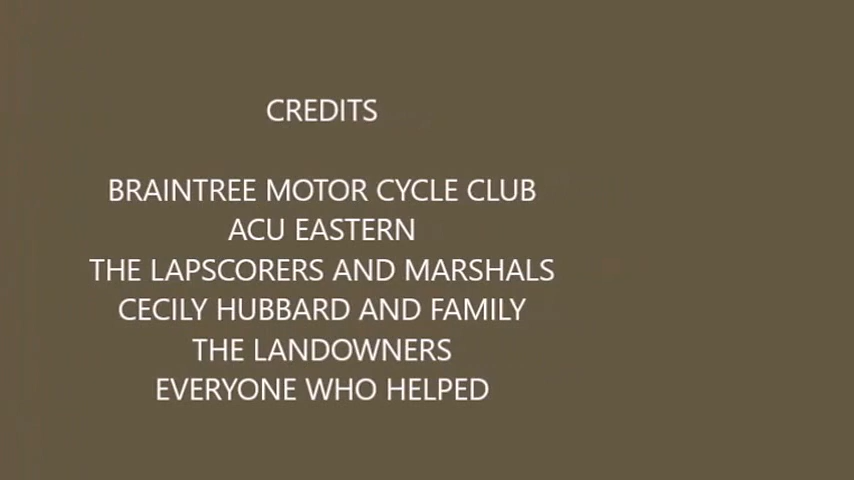 CREDITS
BRAINTREE MOTOR CYCLE CLUB
ACU EASTERN
THE LAPSCORERS AND MARSHALS
CECILY HUBBARD AND FAMILY
THE LANDOWNERS
EVERYONE WHO HELPED